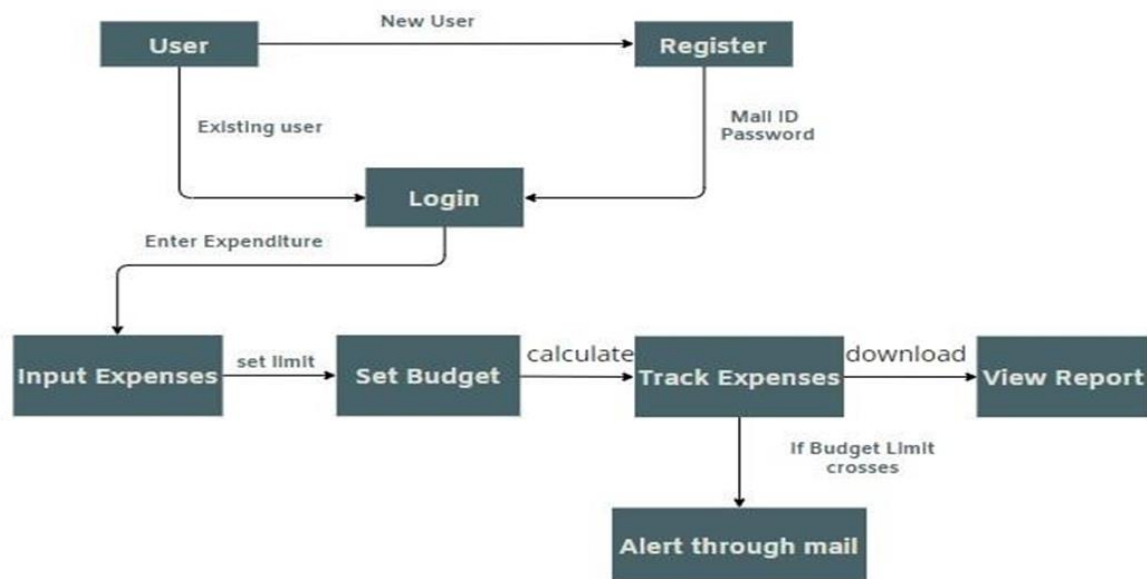 New User
User
Register
Existing user
Mail ID
Password
Login
Enter Expenditure
Input Expenses
set limit
Set Budget
calculate
Track Expenses
download
View Report
If Budget Limit
crosses
Alert through mail